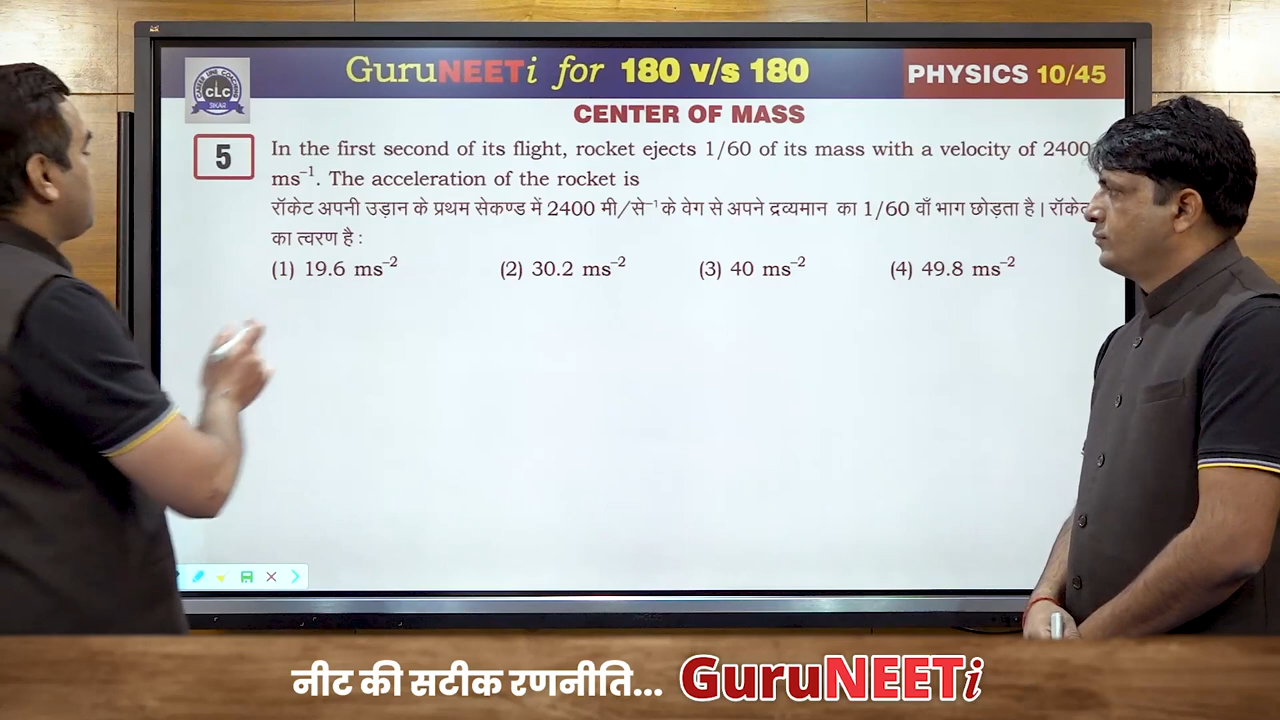 GuruNEETi for 180 v/s 180
PHYSICS 10/45
CLC
SIKAR
CENTER OF MASS
5
In the first second of its flight, rocket ejects 1/60 of its mass with a velocity of 2400
ms⁻¹. The acceleration of the rocket is
रॉकेट अपनी उड़ान के प्रथम सेकण्ड में 2400 मी/से⁻¹ के वेग से अपने द्रव्यमान का 1/60 वाँ भाग छोड़ता है। रॉकेट
का त्वरण है :
(1) 19.6 ms⁻² (2) 30.2 ms⁻² (3) 40 ms⁻² (4) 49.8 ms⁻²
नीट की सटीक रणनीति... GuruNEETi